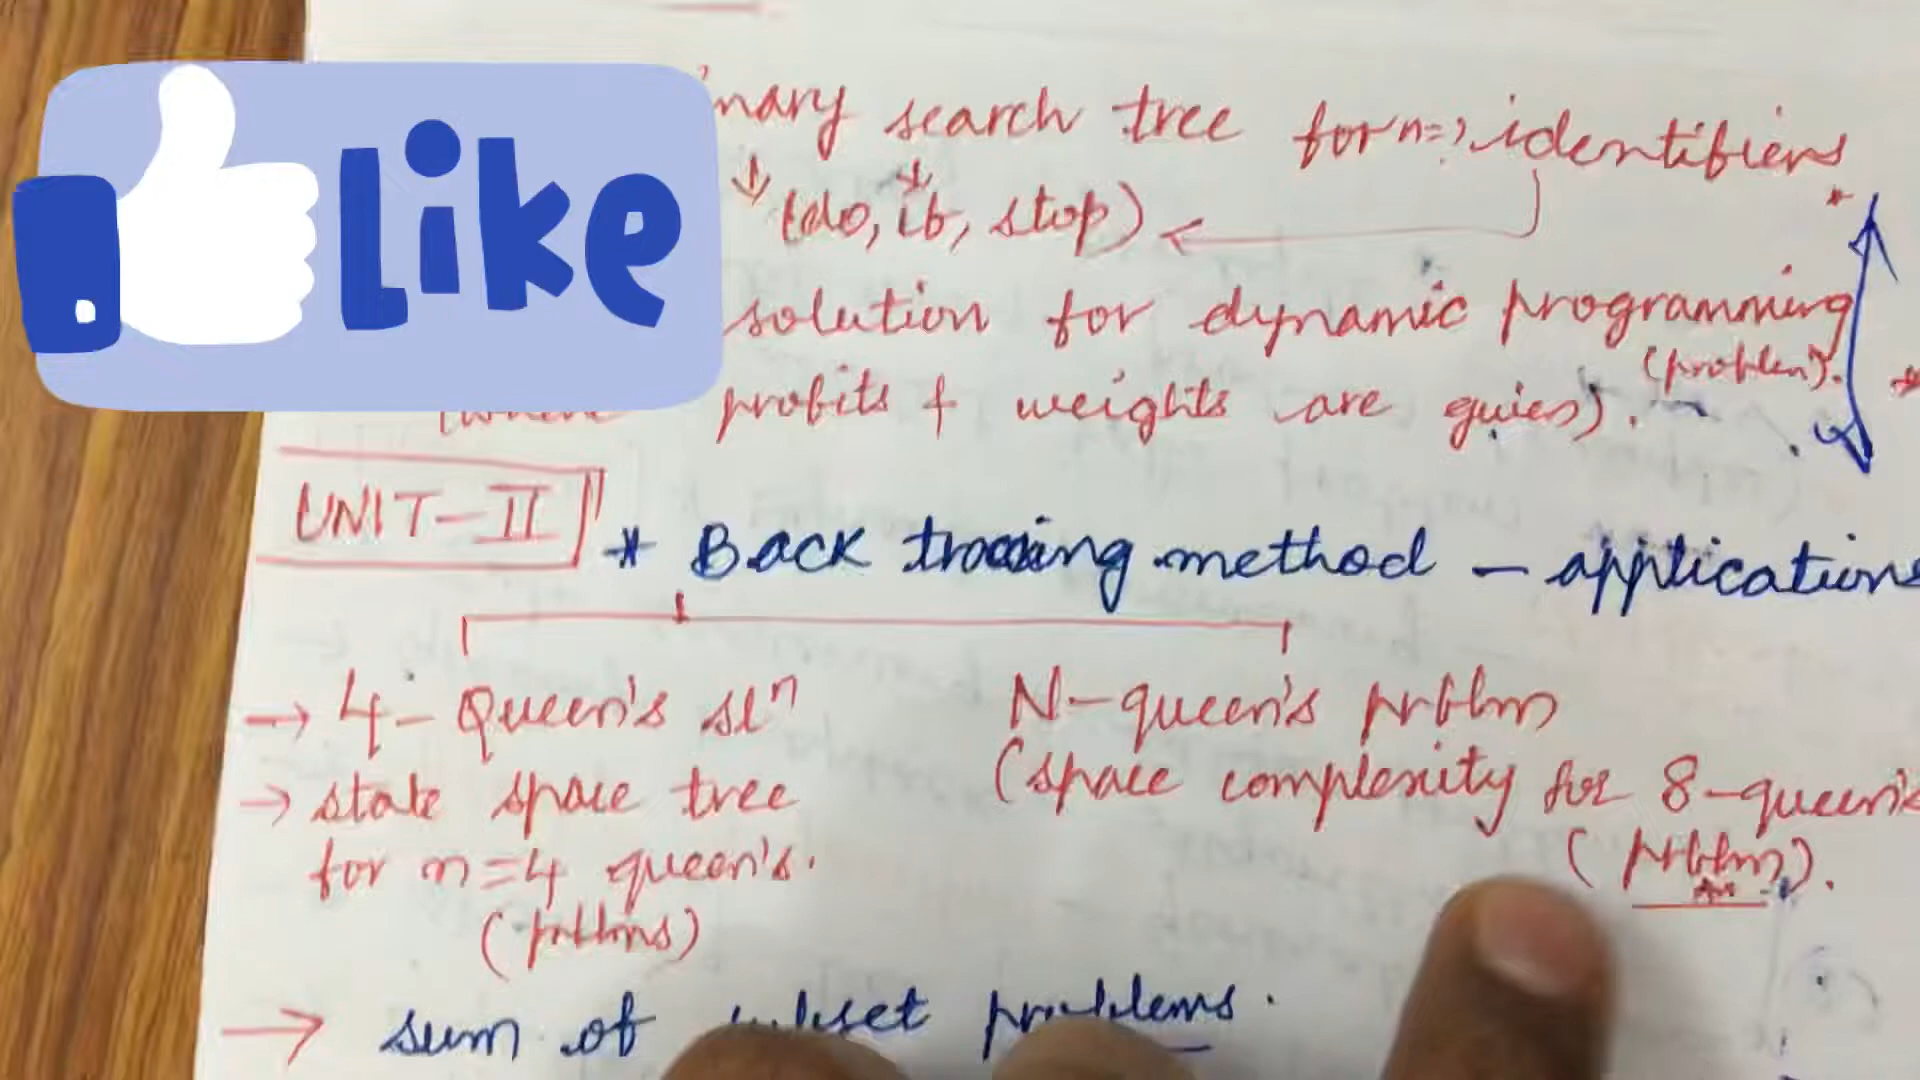 Like
nary search tree for n=3 identifiers
(do, if, stop)
solution for dynamic programming
(problem).
profits & weights are given).
UNIT-II
* Back tracking method - applications
→ 4-Queen's slⁿ
N-queen's prblm
→ state space tree
(space complexity for 8-queen's
for n=4 queen's.
(prblm).
(prblms)
→ sum of subset problems.